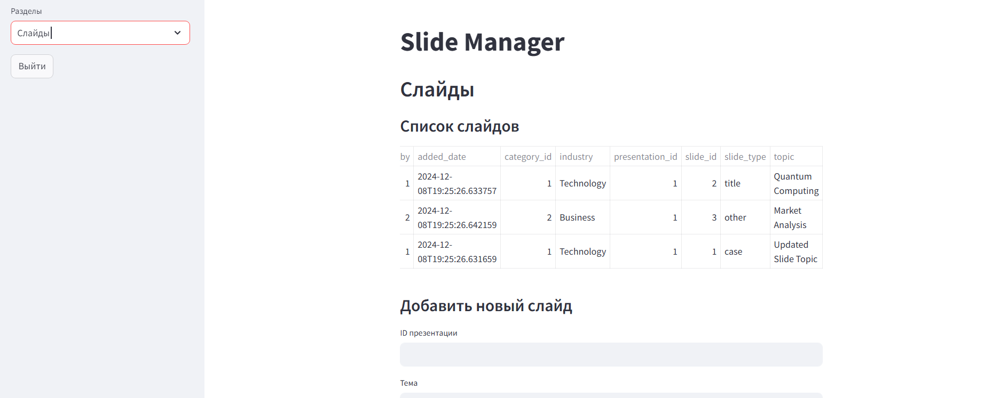 Разделы
Слайды
Выйти
Slide Manager
Слайды
Список слайдов
by added_date category_id industry presentation_id slide_id slide_type topic
1 2024-12-08T19:25:26.633757 1 Technology 1 2 title Quantum Computing
2 2024-12-08T19:25:26.642159 2 Business 1 3 other Market Analysis
1 2024-12-08T19:25:26.631659 1 Technology 1 1 case Updated Slide Topic
Добавить новый слайд
ID презентации
Тема